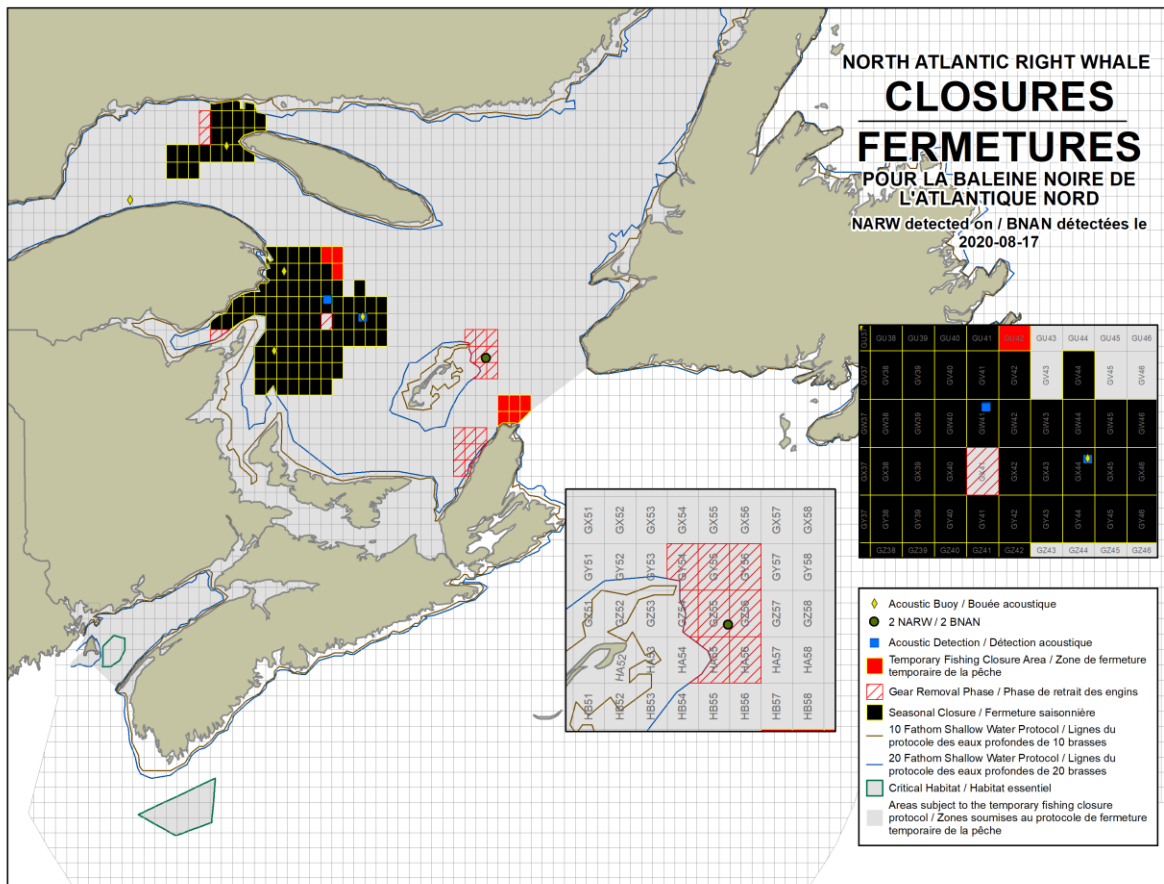 NORTH ATLANTIC RIGHT WHALE
CLOSURES
FERMETURES
POUR LA BALEINE NOIRE DE
L'ATLANTIQUE NORD
NARW detected on / BNAN détectées le
2020-08-17
GU3 GU38 GU39 GU40 GU41 GU42 GU43 GU44 GU45 GU46
GV37 GV38 GV39 GV40 GV41 GV42 GV43 GV44 GV45 GV46
GW37 GW38 GW39 GW40 GW41 GW42 GW43 GW44 GW45 GW46
GX37 GX38 GX39 GX40 GX41 GX42 GX43 GX44 GX45 GX46
GY37 GY38 GY39 GY40 GY41 GY42 GY43 GY44 GY45 GY46
GZ38 GZ39 GZ40 GZ41 GZ42 GZ43 GZ44 GZ45 GZ46
GX51 GX52 GX53 GX54 GX55 GX56 GX57 GX58
GY51 GY52 GY53 GY54 GY55 GY56 GY57 GY58
GZ51 GZ52 GZ53 GZ54 GZ55 GZ56 GZ57 GZ58
HA52 HA53 HA54 HA55 HA56 HA57 HA58
HB51 HB52 HB53 HB54 HB55 HB56 HB57 HB58
Acoustic Buoy / Bouée acoustique
2 NARW / 2 BNAN
Acoustic Detection / Détection acoustique
Temporary Fishing Closure Area / Zone de fermeture
temporaire de la pêche
Gear Removal Phase / Phase de retrait des engins
Seasonal Closure / Fermeture saisonnière
10 Fathom Shallow Water Protocol / Lignes du
protocole des eaux profondes de 10 brasses
20 Fathom Shallow Water Protocol / Lignes du
protocole des eaux profondes de 20 brasses
Critical Habitat / Habitat essentiel
Areas subject to the temporary fishing closure
protocol / Zones soumises au protocole de fermeture
temporaire de la pêche